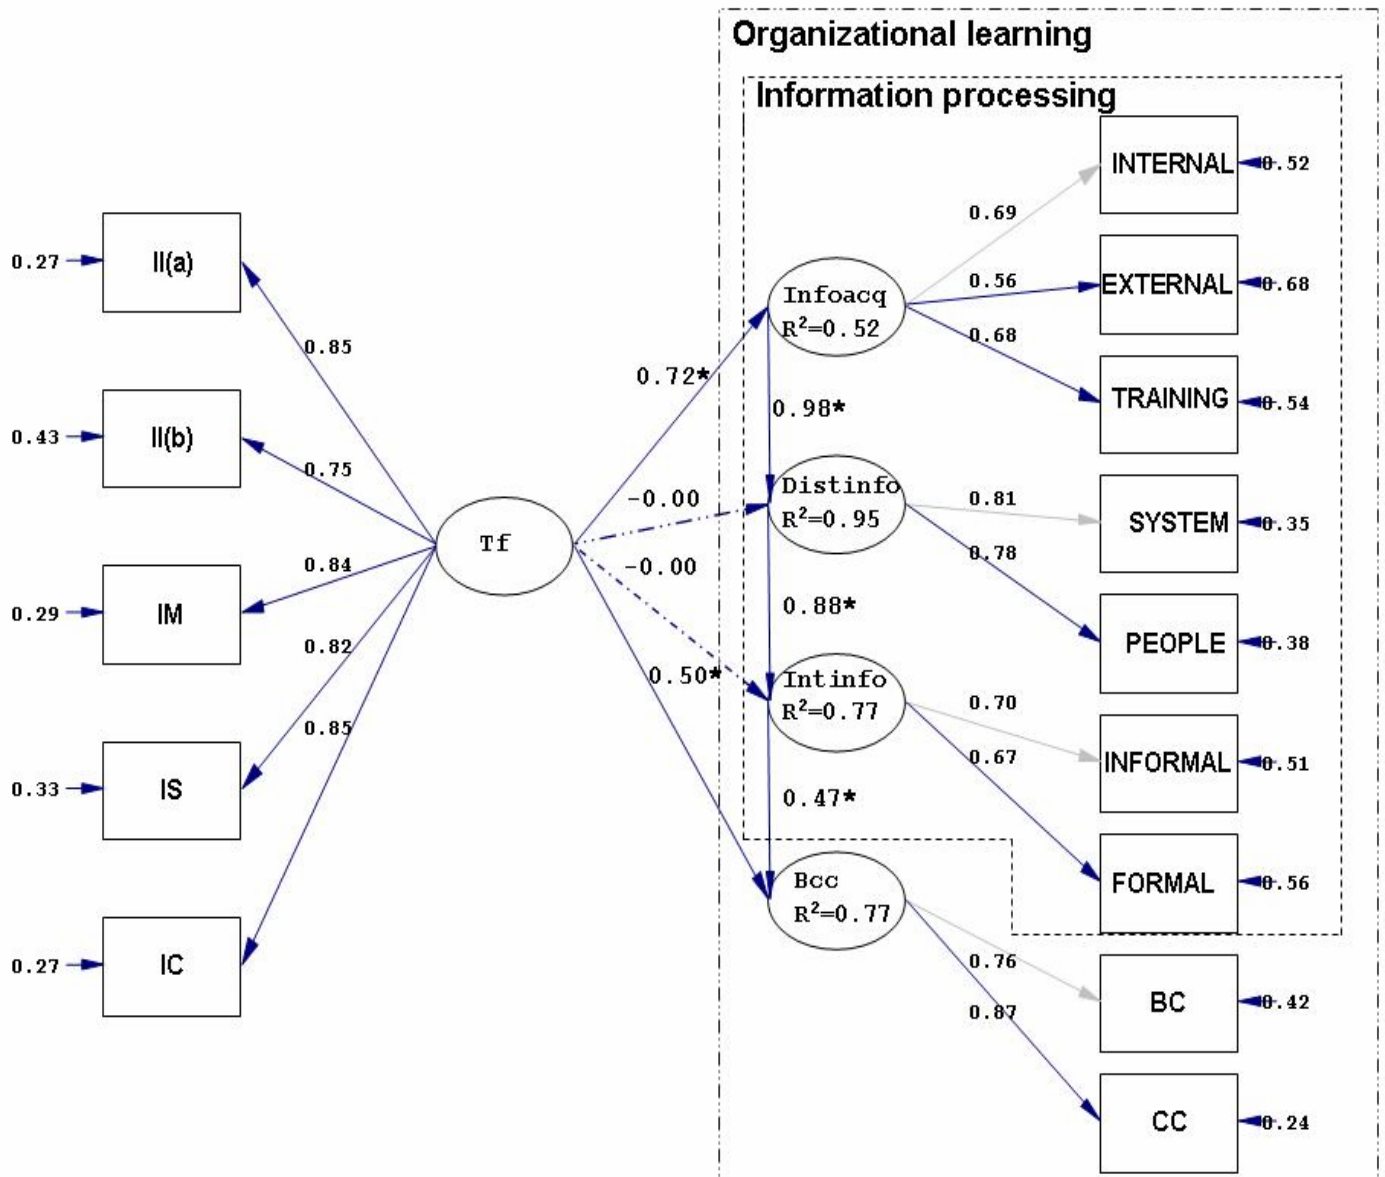 Organizational learning
Information processing
INTERNAL
0.52
0.69
II(a)
0.27
EXTERNAL
0.68
Infoacq
R²=0.52
0.56
0.85
0.68
TRAINING
0.54
0.72*
0.98*
II(b)
0.43
0.75
Distinfo
R²=0.95
-0.00
0.81
SYSTEM
0.35
Tf
0.78
-0.00
0.84
IM
0.29
0.88*
PEOPLE
0.38
0.82
0.50*
Intinfo
R²=0.77
0.70
0.85
0.67
INFORMAL
0.51
IS
0.33
0.47*
FORMAL
0.56
Bcc
R²=0.77
IC
0.27
0.76
BC
0.42
0.87
CC
0.24